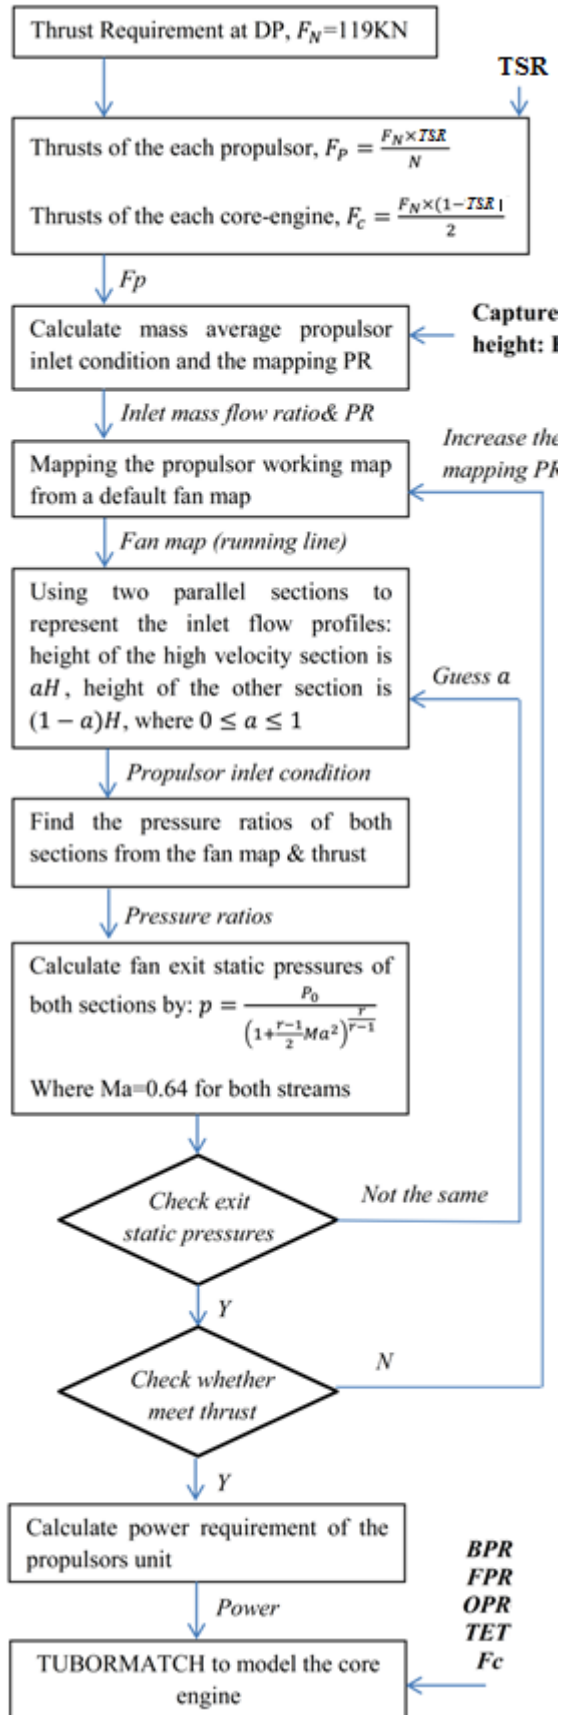 Thrust Requirement at DP, F_N=119KN
TSR
Thrusts of the each propulsor, F_P = \frac{F_N×TSR}{N}
Thrusts of the each core-engine, F_c = \frac{F_N×(1−TSR)}{2}
Fp
Calculate mass average propulsor
inlet condition and the mapping PR
Capture
height:
Inlet mass flow ratio& PR
Increase the
mapping PR
Mapping the propulsor working map
from a default fan map
Fan map (running line)
Using two parallel sections to
represent the inlet flow profiles:
height of the high velocity section is
aH, height of the other section is
(1 − a)H, where 0 ≤ a ≤ 1
Guess a
Propulsor inlet condition
Find the pressure ratios of both
sections from the fan map & thrust
Pressure ratios
Calculate fan exit static pressures of
both sections by: p = \frac{P_0}{(1+\frac{r−1}{2}Ma^2)^{\frac{r}{r−1}}}
Where Ma=0.64 for both streams
Check exit
static pressures
Not the same
Y
Check whether
meet thrust
N
Y
Calculate power requirement of the
propulsors unit
Power
BPR
FPR
OPR
TET
Fc
TUBORMATCH to model the core
engine